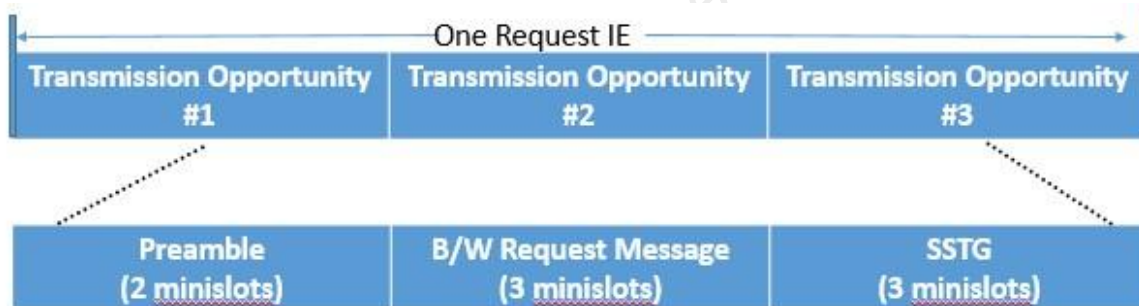 One Request IE
Transmission Opportunity Transmission Opportunity Transmission Opportunity
#1 #2 #3
Preamble B/W Request Message SSTG
(2 minislots) (3 minislots) (3 minislots)